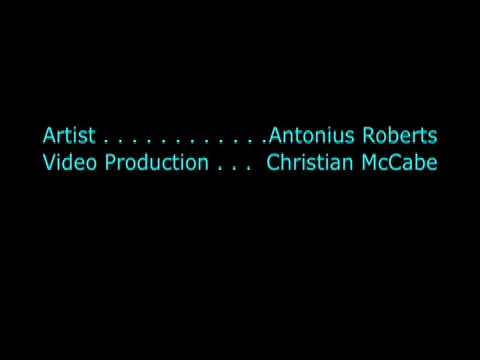 Artist . . . . . . . . . . . .Antonius Roberts
Video Production . . .  Christian McCabe